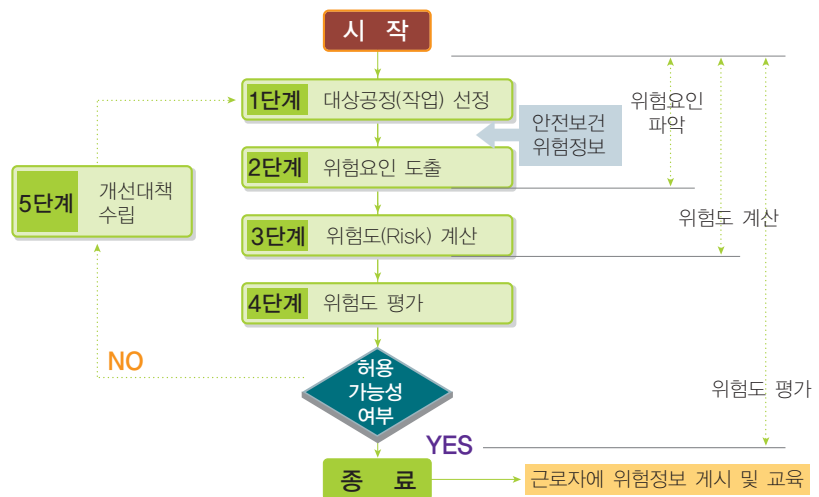 시 작
1단계 대상공정(작업) 선정
안전보건
위험정보
위험요인
파악
2단계 위험요인 도출
5단계 개선대책
수립
3단계 위험도(Risk) 계산
위험도 계산
4단계 위험도 평가
허용
가능성
여부
NO
위험도 평가
YES
종 료
근로자에 위험정보 게시 및 교육